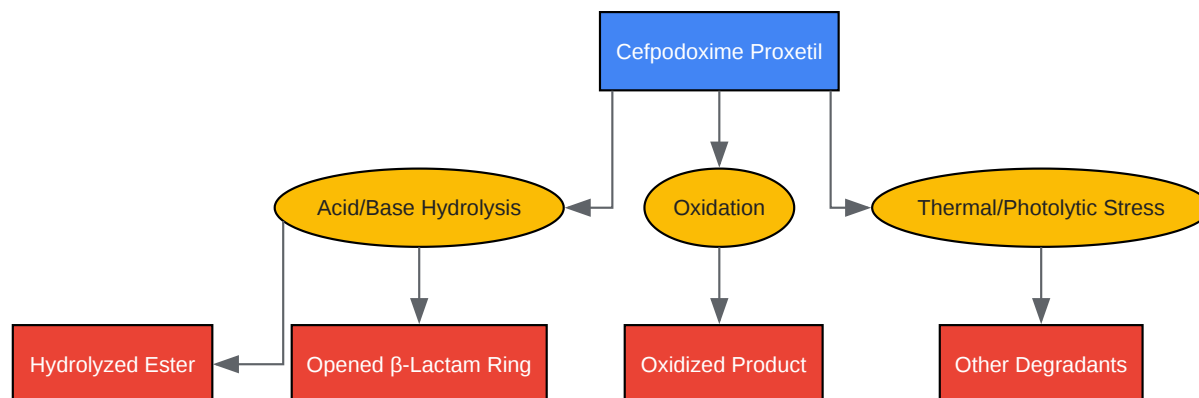 Cefpodoxime Proxetil
Acid/Base Hydrolysis
Oxidation
Thermal/Photolytic Stress
Hydrolyzed Ester
Opened β-Lactam Ring
Oxidized Product
Other Degradants